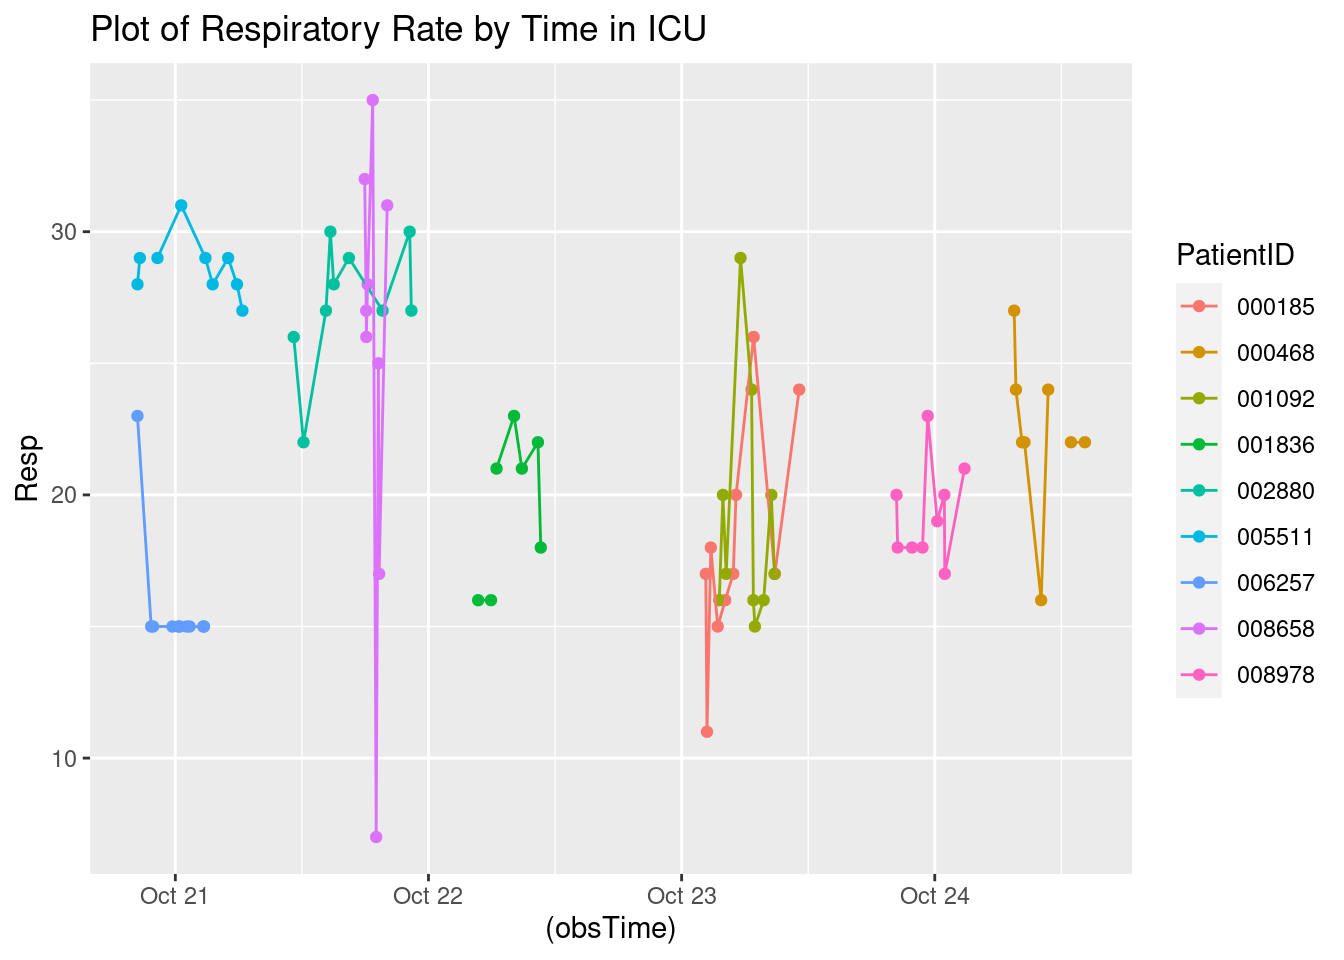 Plot of Respiratory Rate by Time in ICU
Resp
30
20
10
Oct 21
Oct 22
Oct 23
Oct 24
(obsTime)
PatientID
000185
000468
001092
001836
002880
005511
006257
008658
008978